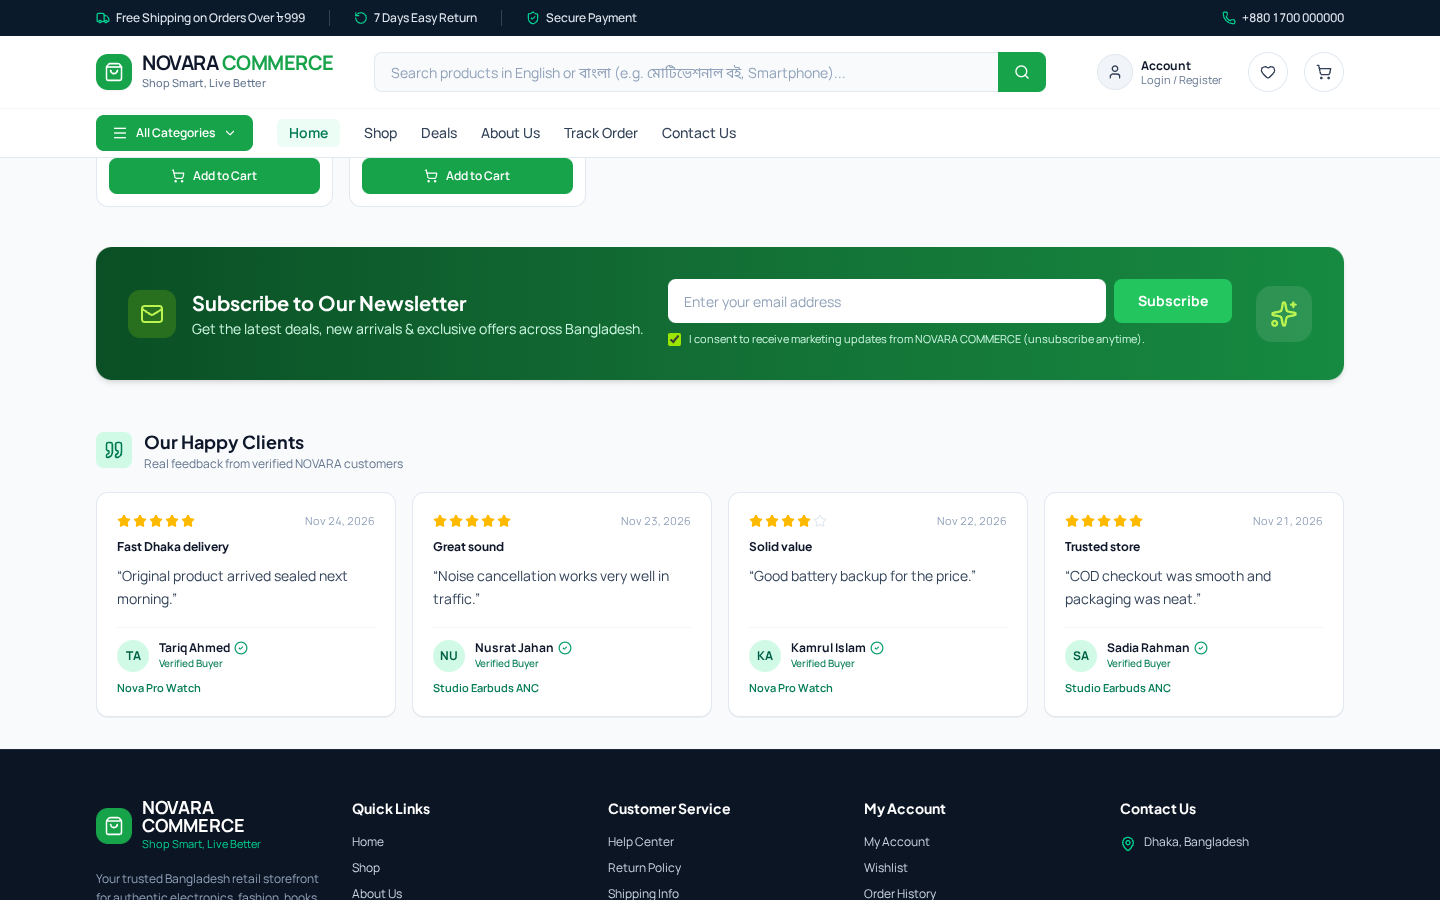 Free Shipping on Orders Over ৳999
7 Days Easy Return
Secure Payment
+880 1700 000000
NOVARA COMMERCE
Shop Smart, Live Better
Search products in English or বাংলা (e.g. মোটিভেশনাল বই, Smartphone)...
Account
Login / Register
All Categories
Home
Shop
Deals
About Us
Track Order
Contact Us
Add to Cart
Add to Cart
Subscribe to Our Newsletter
Get the latest deals, new arrivals & exclusive offers across Bangladesh.
Enter your email address
Subscribe
I consent to receive marketing updates from NOVARA COMMERCE (unsubscribe anytime).
Our Happy Clients
Real feedback from verified NOVARA customers
Nov 24, 2026
Fast Dhaka delivery
“Original product arrived sealed next
morning.”
TA
Tariq Ahmed
Verified Buyer
Nova Pro Watch
Nov 23, 2026
Great sound
“Noise cancellation works very well in
traffic.”
NU
Nusrat Jahan
Verified Buyer
Studio Earbuds ANC
Nov 22, 2026
Solid value
“Good battery backup for the price.”
KA
Kamrul Islam
Verified Buyer
Nova Pro Watch
Nov 21, 2026
Trusted store
“COD checkout was smooth and
packaging was neat.”
SA
Sadia Rahman
Verified Buyer
Studio Earbuds ANC
NOVARA
COMMERCE
Shop Smart, Live Better
Your trusted Bangladesh retail storefront
for authentic electronics, fashion, books,
Quick Links
Home
Shop
About Us
Customer Service
Help Center
Return Policy
Shipping Info
My Account
My Account
Wishlist
Order History
Contact Us
Dhaka, Bangladesh